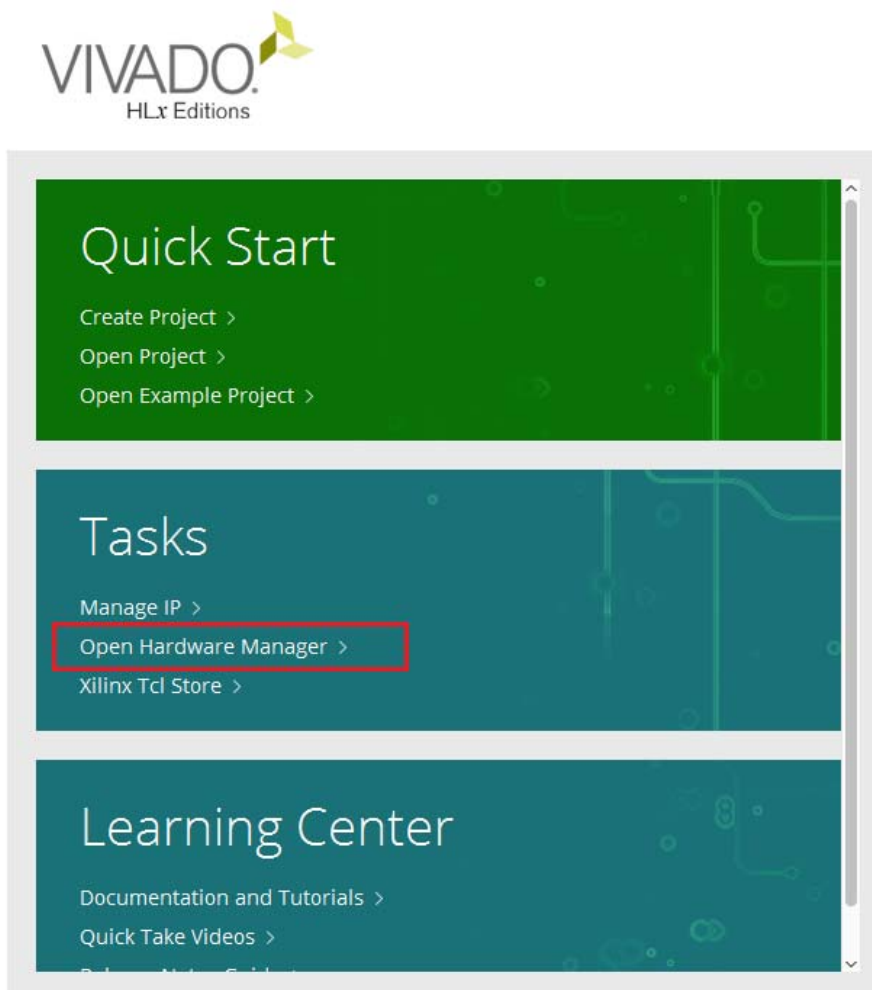 VIVADO.
HLx Editions
Quick Start
Create Project >
Open Project >
Open Example Project >
Tasks
Manage IP >
Open Hardware Manager >
Xilinx Tcl Store >
Learning Center
Documentation and Tutorials >
Quick Take Videos >